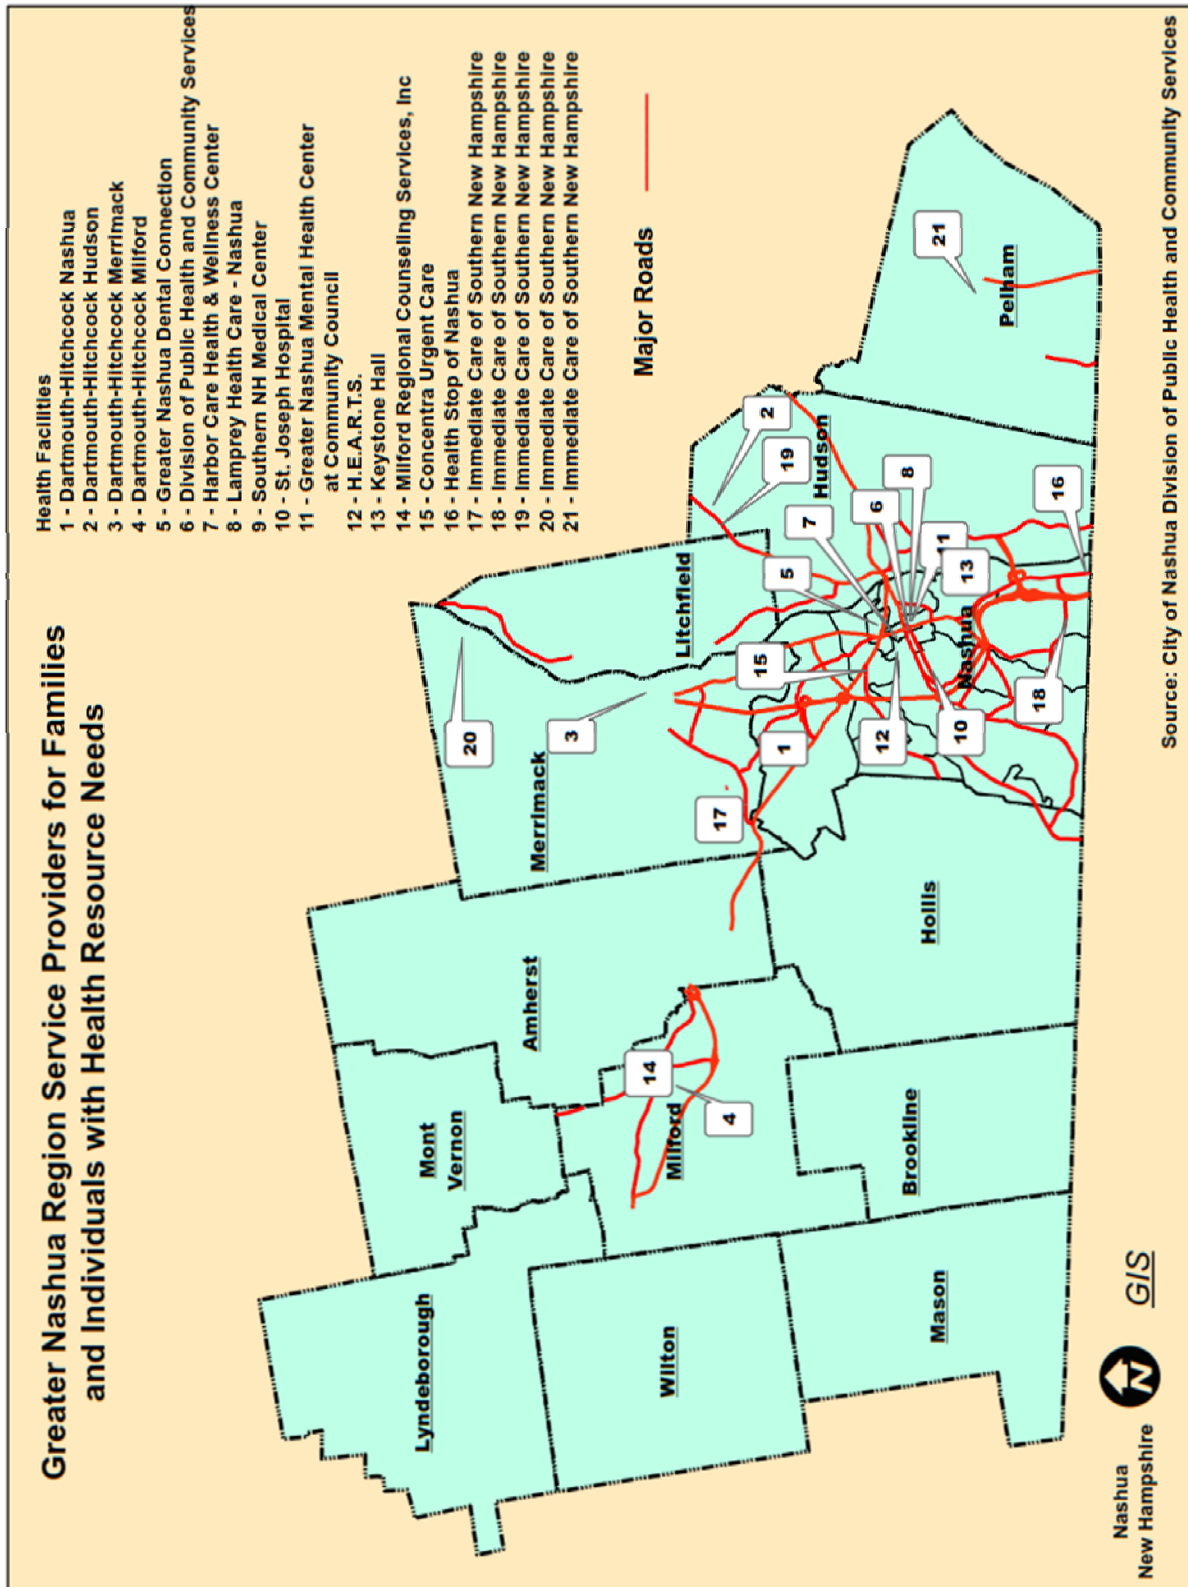 Greater Nashua Region Service Providers for Families
and Individuals with Health Resource Needs
Health Facilities
1 - Dartmouth-Hitchcock Nashua
2 - Dartmouth-Hitchcock Hudson
3 - Dartmouth-Hitchcock Merrimack
4 - Dartmouth-Hitchcock Milford
5 - Greater Nashua Dental Connection
6 - Division of Public Health and Community Services
7 - Harbor Care Health & Wellness Center
8 - Lamprey Health Care - Nashua
9 - Southern NH Medical Center
10 - St. Joseph Hospital
11 - Greater Nashua Mental Health Center
at Community Council
12 - H.E.A.R.T.S.
13 - Keystone Hall
14 - Milford Regional Counseling Services, Inc
15 - Concentra Urgent Care
16 - Health Stop of Nashua
17 - Immediate Care of Southern New Hampshire
18 - Immediate Care of Southern New Hampshire
19 - Immediate Care of Southern New Hampshire
20 - Immediate Care of Southern New Hampshire
21 - Immediate Care of Southern New Hampshire
Major Roads
Lyndeborough
Mont
Vernon
Amherst
Merrimack
Litchfield
Wilton
Milford
Hudson
Pelham
Mason
Brookline
Hollis
Nashua
20
3
17
1
15
5
7
19
2
6
8
11
13
12
10
18
16
14
4
21
Nashua
New Hampshire
N
GIS
Source: City of Nashua Division of Public Health and Community Services